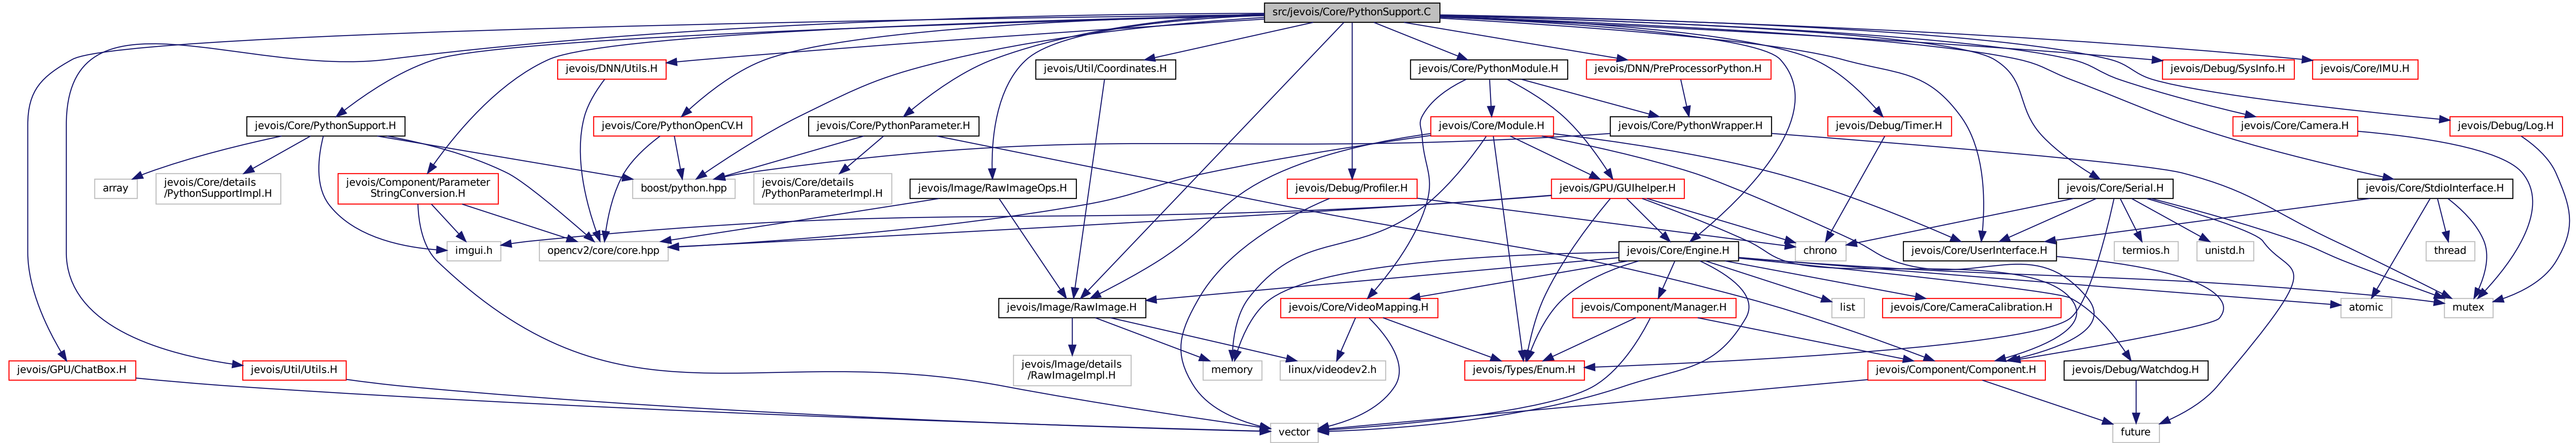 src/jevois/Core/PythonSupport.C
jevois/DNN/Utils.H
jevois/Util/Coordinates.H
jevois/Core/PythonModule.H
jevois/DNN/PreProcessorPython.H
jevois/Debug/SysInfo.H
jevois/Core/IMU.H
jevois/Core/PythonSupport.H
jevois/Core/PythonOpenCV.H
jevois/Core/PythonParameter.H
jevois/Core/Module.H
jevois/Core/PythonWrapper.H
jevois/Debug/Timer.H
jevois/Core/Camera.H
jevois/Debug/Log.H
array
jevois/Core/details
/PythonSupportImpl.H
jevois/Component/Parameter
StringConversion.H
boost/python.hpp
jevois/Core/details
/PythonParameterImpl.H
jevois/Image/RawImageOps.H
jevois/Debug/Profiler.H
jevois/GPU/GUIhelper.H
jevois/Core/Serial.H
jevois/Core/StdioInterface.H
imgui.h
opencv2/core/core.hpp
jevois/Core/Engine.H
chrono
jevois/Core/UserInterface.H
termios.h
unistd.h
thread
jevois/Image/RawImage.H
jevois/Core/VideoMapping.H
jevois/Component/Manager.H
list
jevois/Core/CameraCalibration.H
atomic
mutex
jevois/GPU/ChatBox.H
jevois/Util/Utils.H
jevois/Image/details
/RawImageImpl.H
memory
linux/videodev2.h
jevois/Types/Enum.H
jevois/Component/Component.H
jevois/Debug/Watchdog.H
vector
future